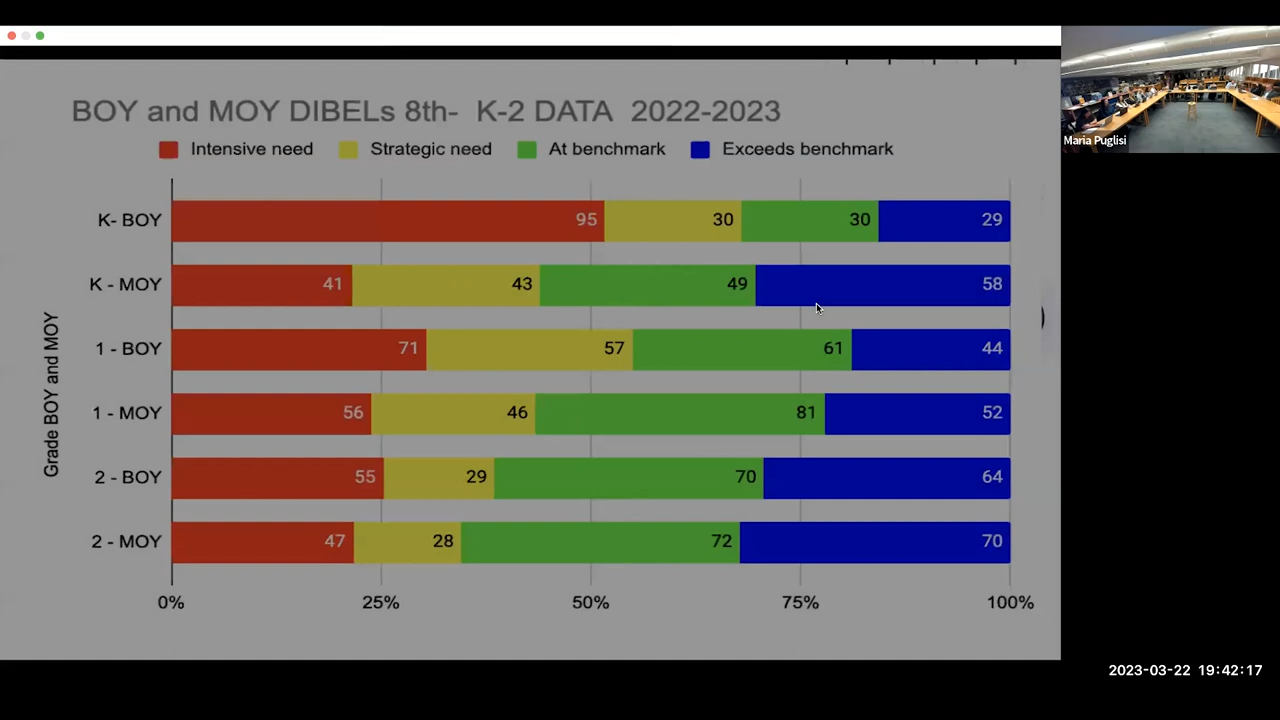 BOY and MOY DIBELs 8th- K-2 DATA 2022-2023
Intensive need Strategic need At benchmark Exceeds benchmark
K- BOY 95 30 30 29
K - MOY 41 43 49 58
1 - BOY 71 57 61 44
1 - MOY 56 46 81 52
2 - BOY 55 29 70 64
2 - MOY 47 28 72 70
Grade BOY and MOY
0% 25% 50% 75% 100%
Maria Puglisi
2023-03-22 19:42:17